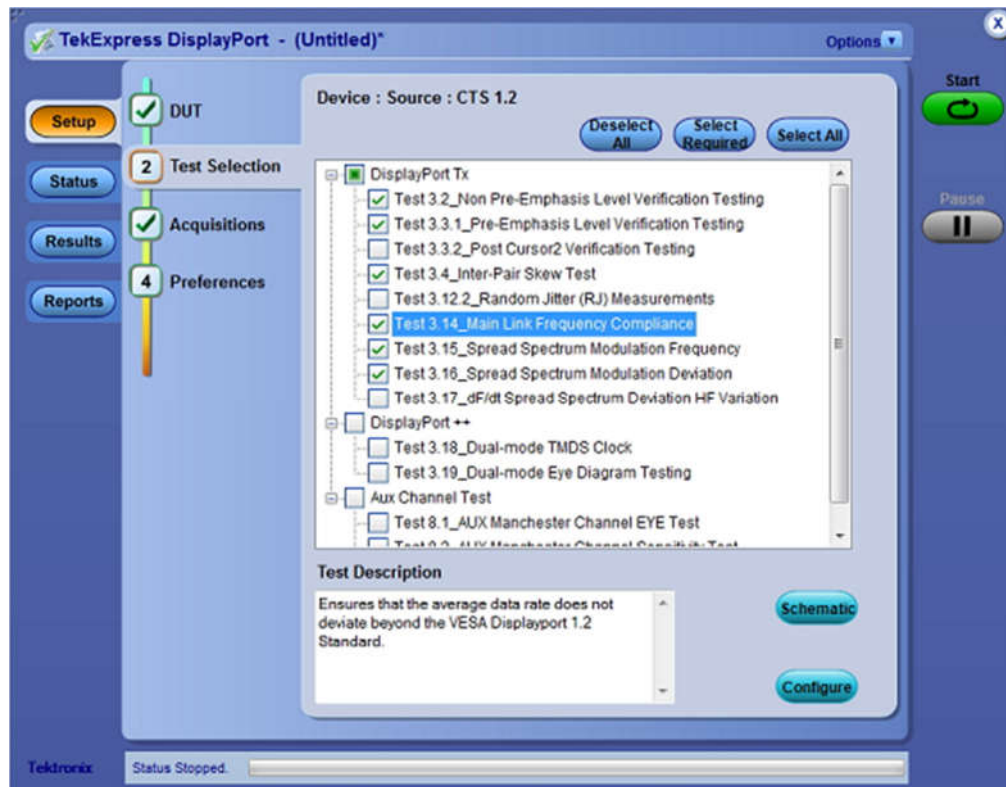 TekExpress DisplayPort - (Untitled)*
Options
X
Start
Pause
Setup
Status
Results
Reports
DUT
2 Test Selection
Acquisitions
4 Preferences
Device : Source : CTS 1.2
Deselect All
Select Required
Select All
DisplayPort Tx
Test 3.2_Non Pre-Emphasis Level Verification Testing
Test 3.3.1_Pre-Emphasis Level Verification Testing
Test 3.3.2_Post Cursor2 Verification Testing
Test 3.4_Inter-Pair Skew Test
Test 3.12.2_Random Jitter (RJ) Measurements
Test 3.14_Main Link Frequency Compliance
Test 3.15_Spread Spectrum Modulation Frequency
Test 3.16_Spread Spectrum Modulation Deviation
Test 3.17_dF/dt Spread Spectrum Deviation HF Variation
DisplayPort ++
Test 3.18_Dual-mode TMDS Clock
Test 3.19_Dual-mode Eye Diagram Testing
Aux Channel Test
Test 8.1_AUX Manchester Channel EYE Test
Test 8.2_AUX Manchester Channel Sensitivity Test
Test Description
Ensures that the average data rate does not
deviate beyond the VESA Displayport 1.2
Standard.
Schematic
Configure
Tektronix
Status Stopped.